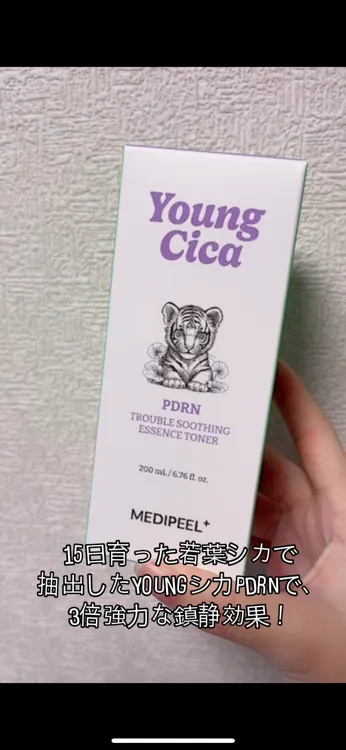 Young
Cica
PDRN
TROUBLE SOOTHING
ESSENCE TONER
200 mL / 6.76 fl. oz.
MEDIPEEL+
15日育った若葉シカで
抽出したYOUNGシカPDRNで、
3倍強力な鎮静効果！